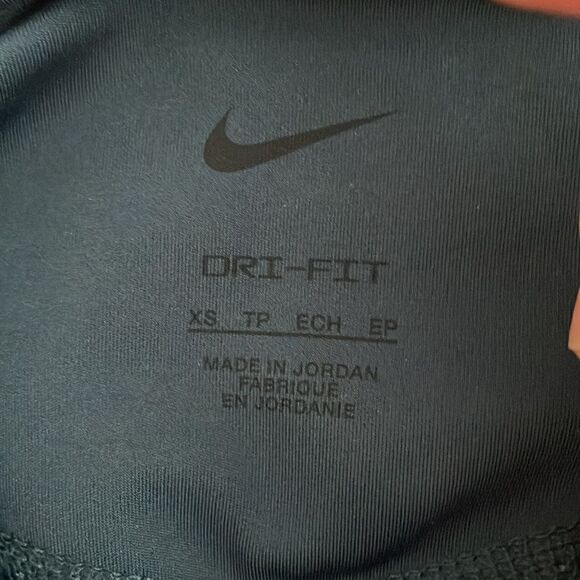 DRI-FIT
XS TP ECH EP
MADE IN JORDAN
FABRIQUE
EN JORDANIE